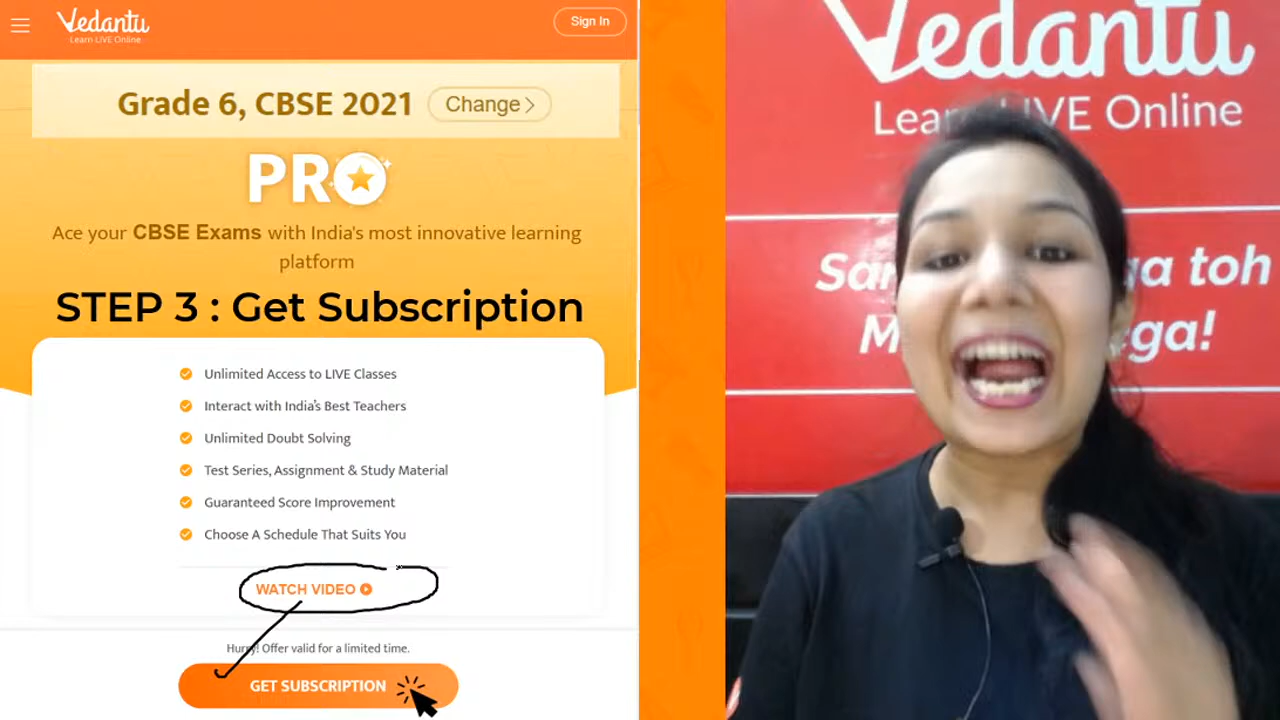 Vedantu
Learn LIVE Online
Sign In
Grade 6, CBSE 2021
Change
PRO
Ace your CBSE Exams with India's most innovative learning
platform
STEP 3 : Get Subscription
Unlimited Access to LIVE Classes
Interact with India's Best Teachers
Unlimited Doubt Solving
Test Series, Assignment & Study Material
Guaranteed Score Improvement
Choose A Schedule That Suits You
WATCH VIDEO
Hurry! Offer valid for a limited time.
GET SUBSCRIPTION
Vedantu
Learn LIVE Online
toh